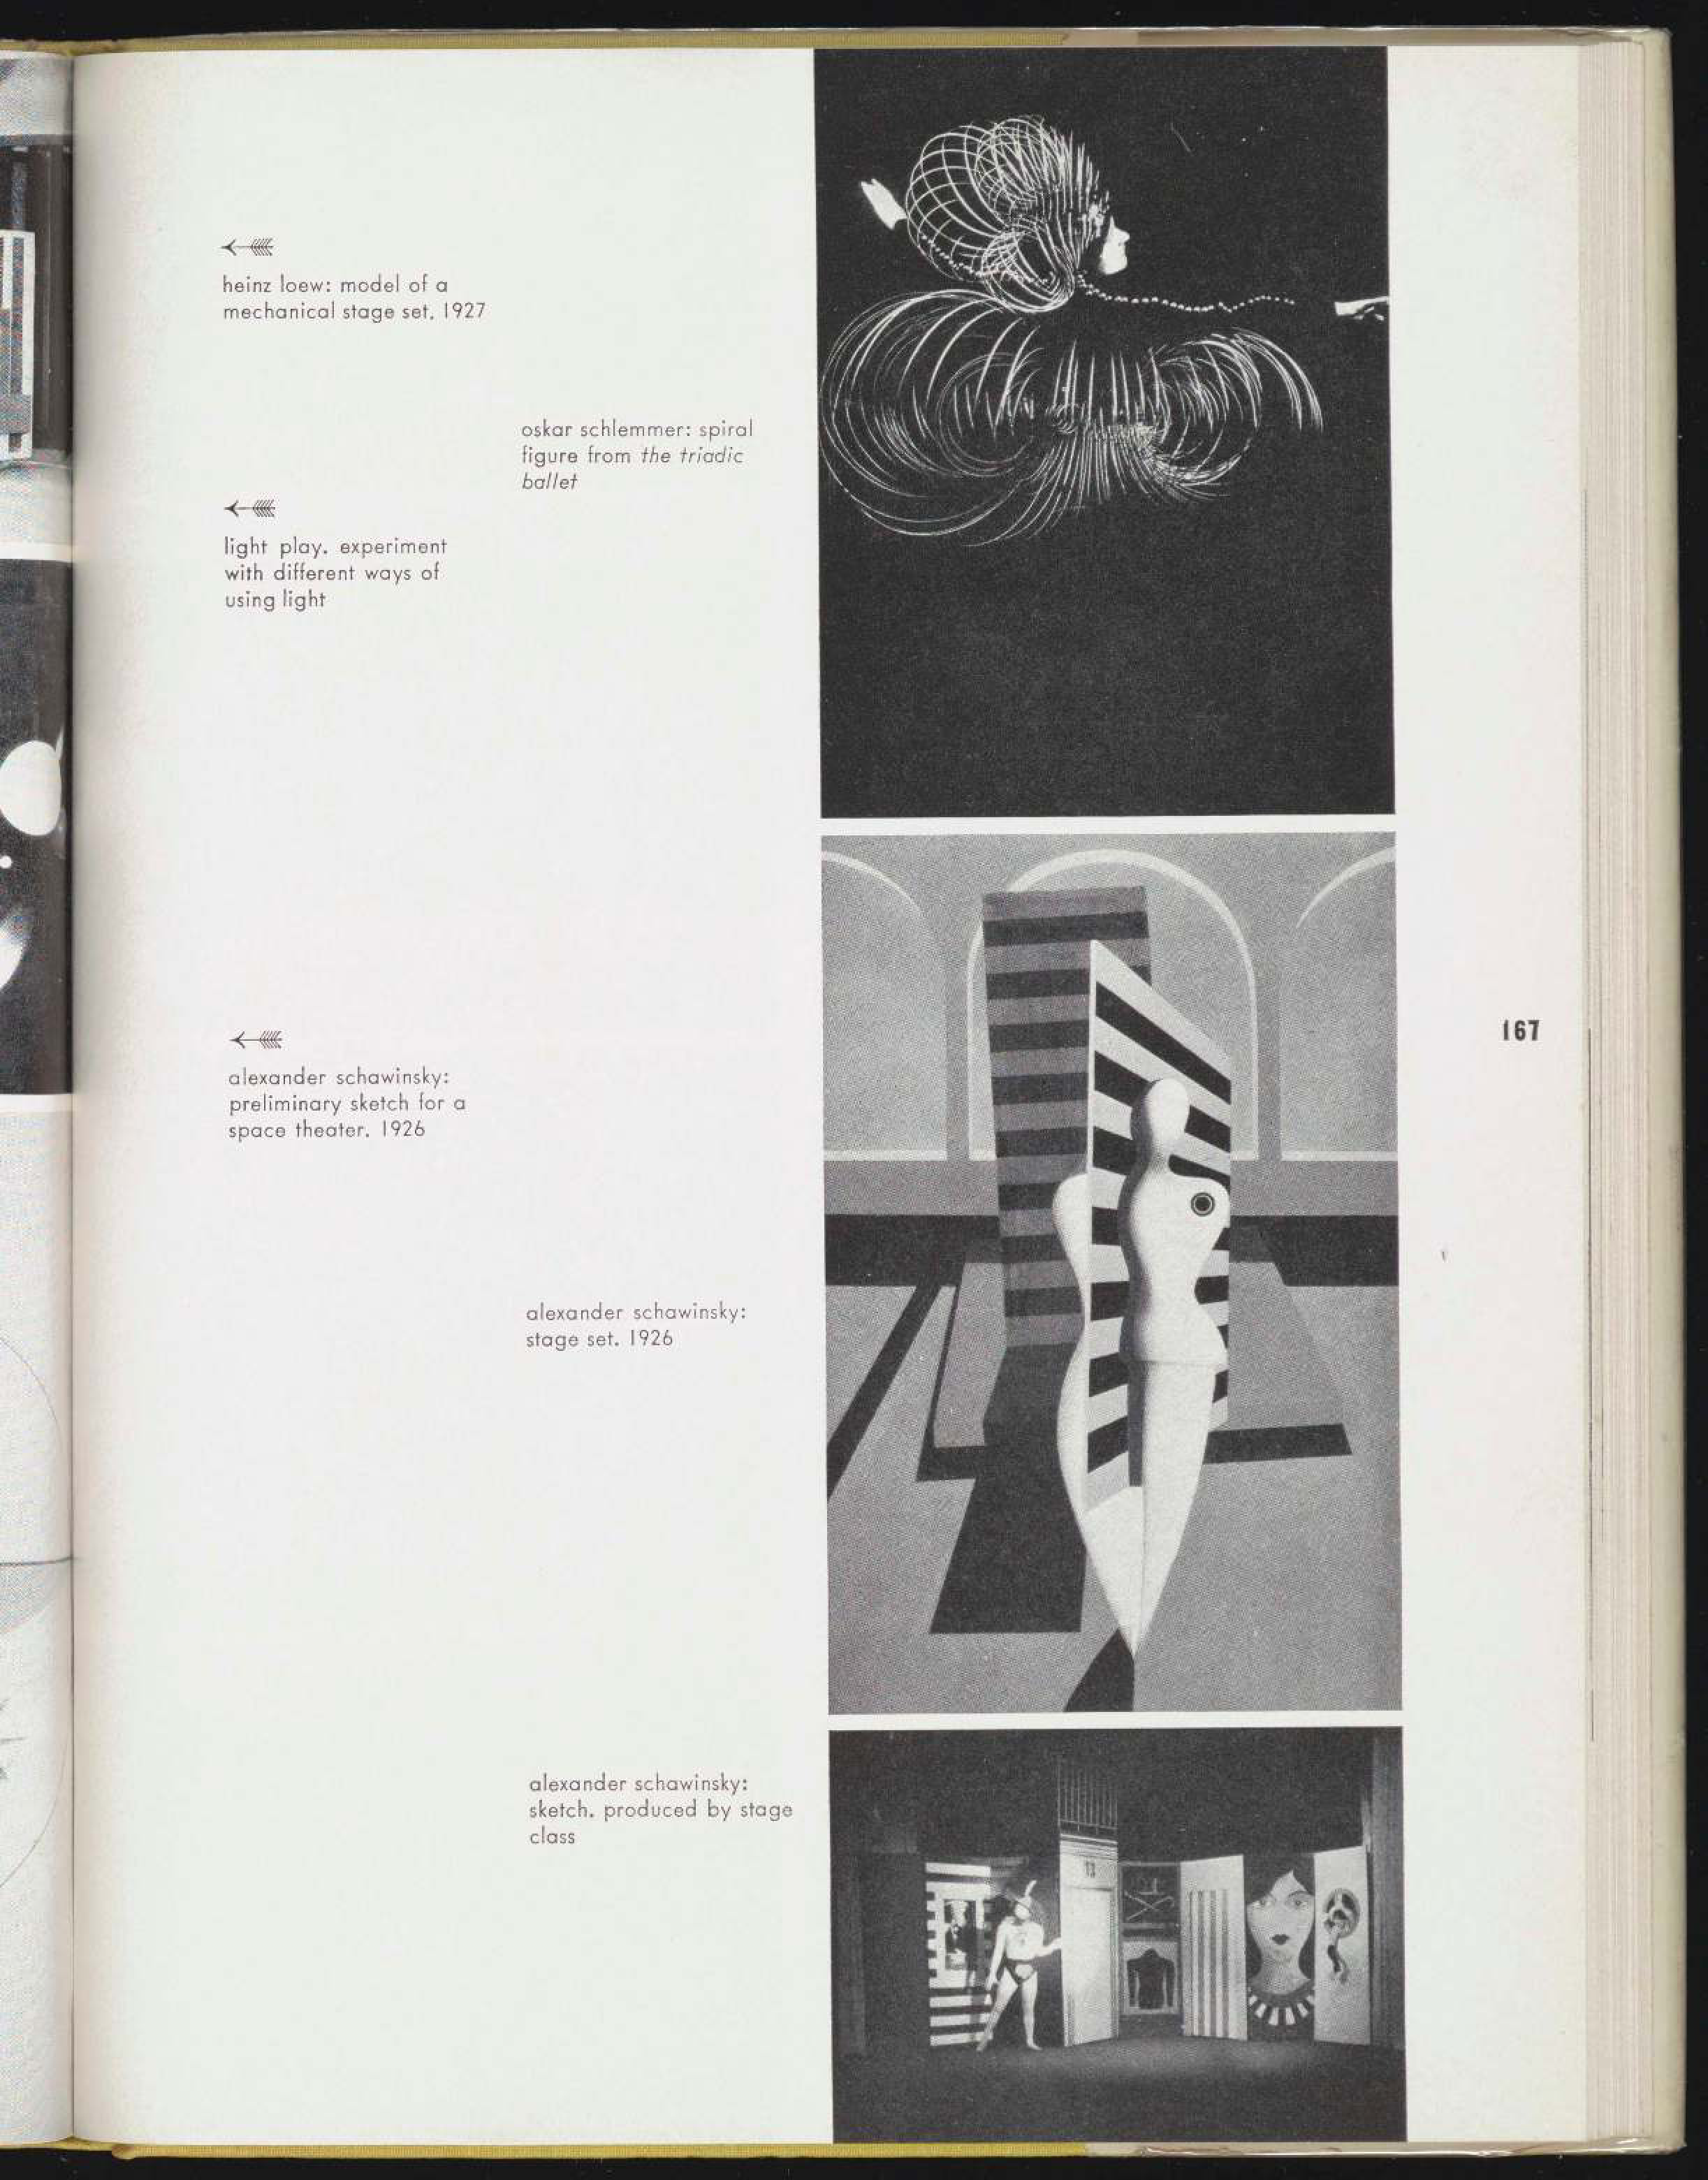 heinz loew: model of a
mechanical stage set. 1927
oskar schlemmer: spiral
figure from the triadic
ballet
light play. experiment
with different ways of
using light
alexander schawinsky:
preliminary sketch for a
space theater. 1926
167
alexander schawinsky:
stage set. 1926
alexander schawinsky:
sketch. produced by stage
class
13